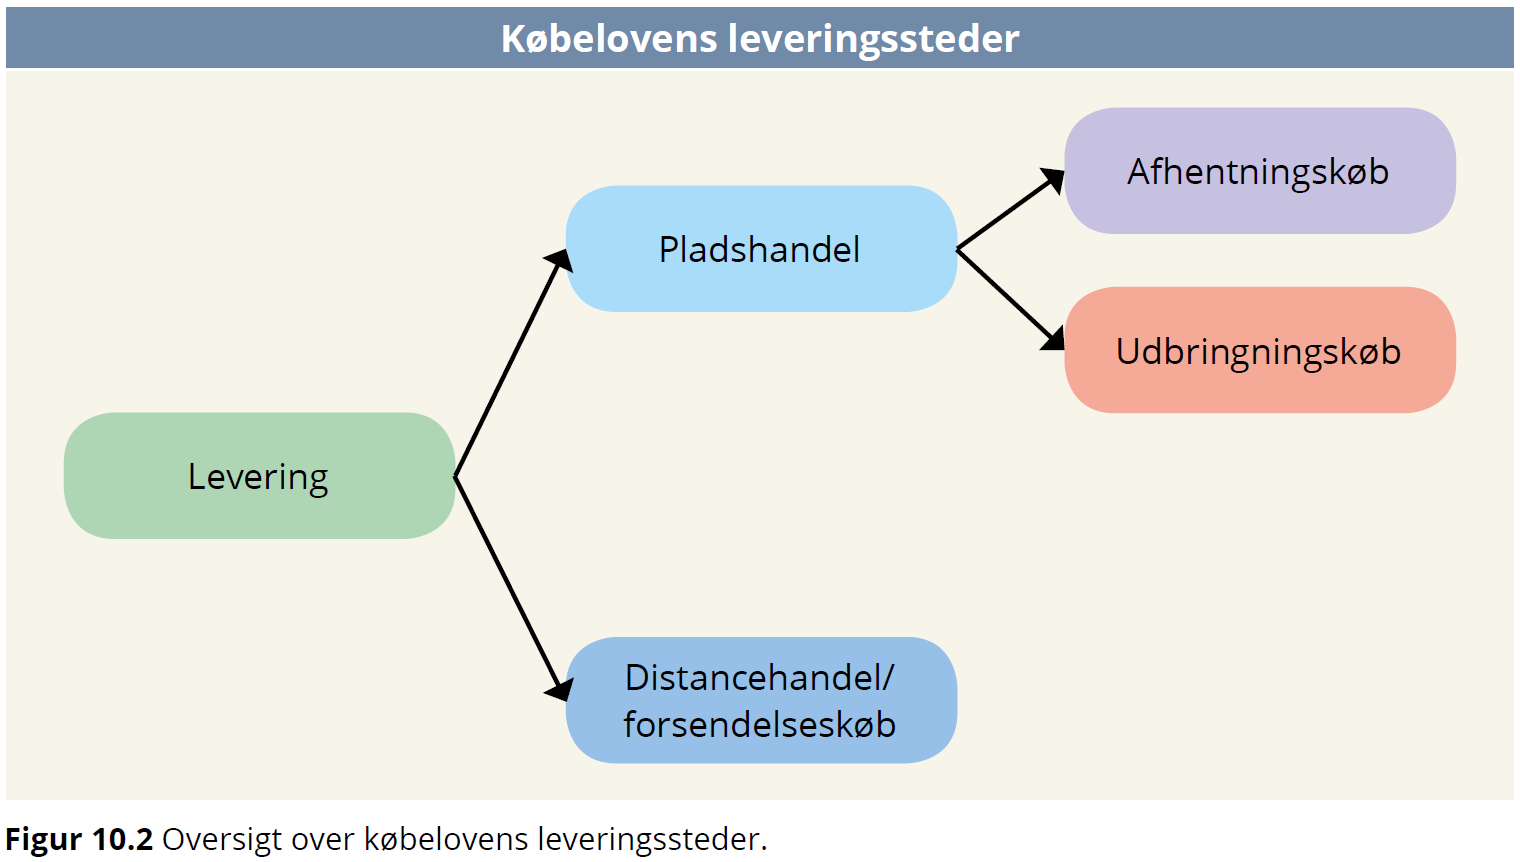 Købelovens leveringssteder
Afhentningskøb
Pladshandel
Udbringningskøb
Levering
Distancehandel/
forsendelseskøb
Figur 10.2 Oversigt over købelovens leveringssteder.